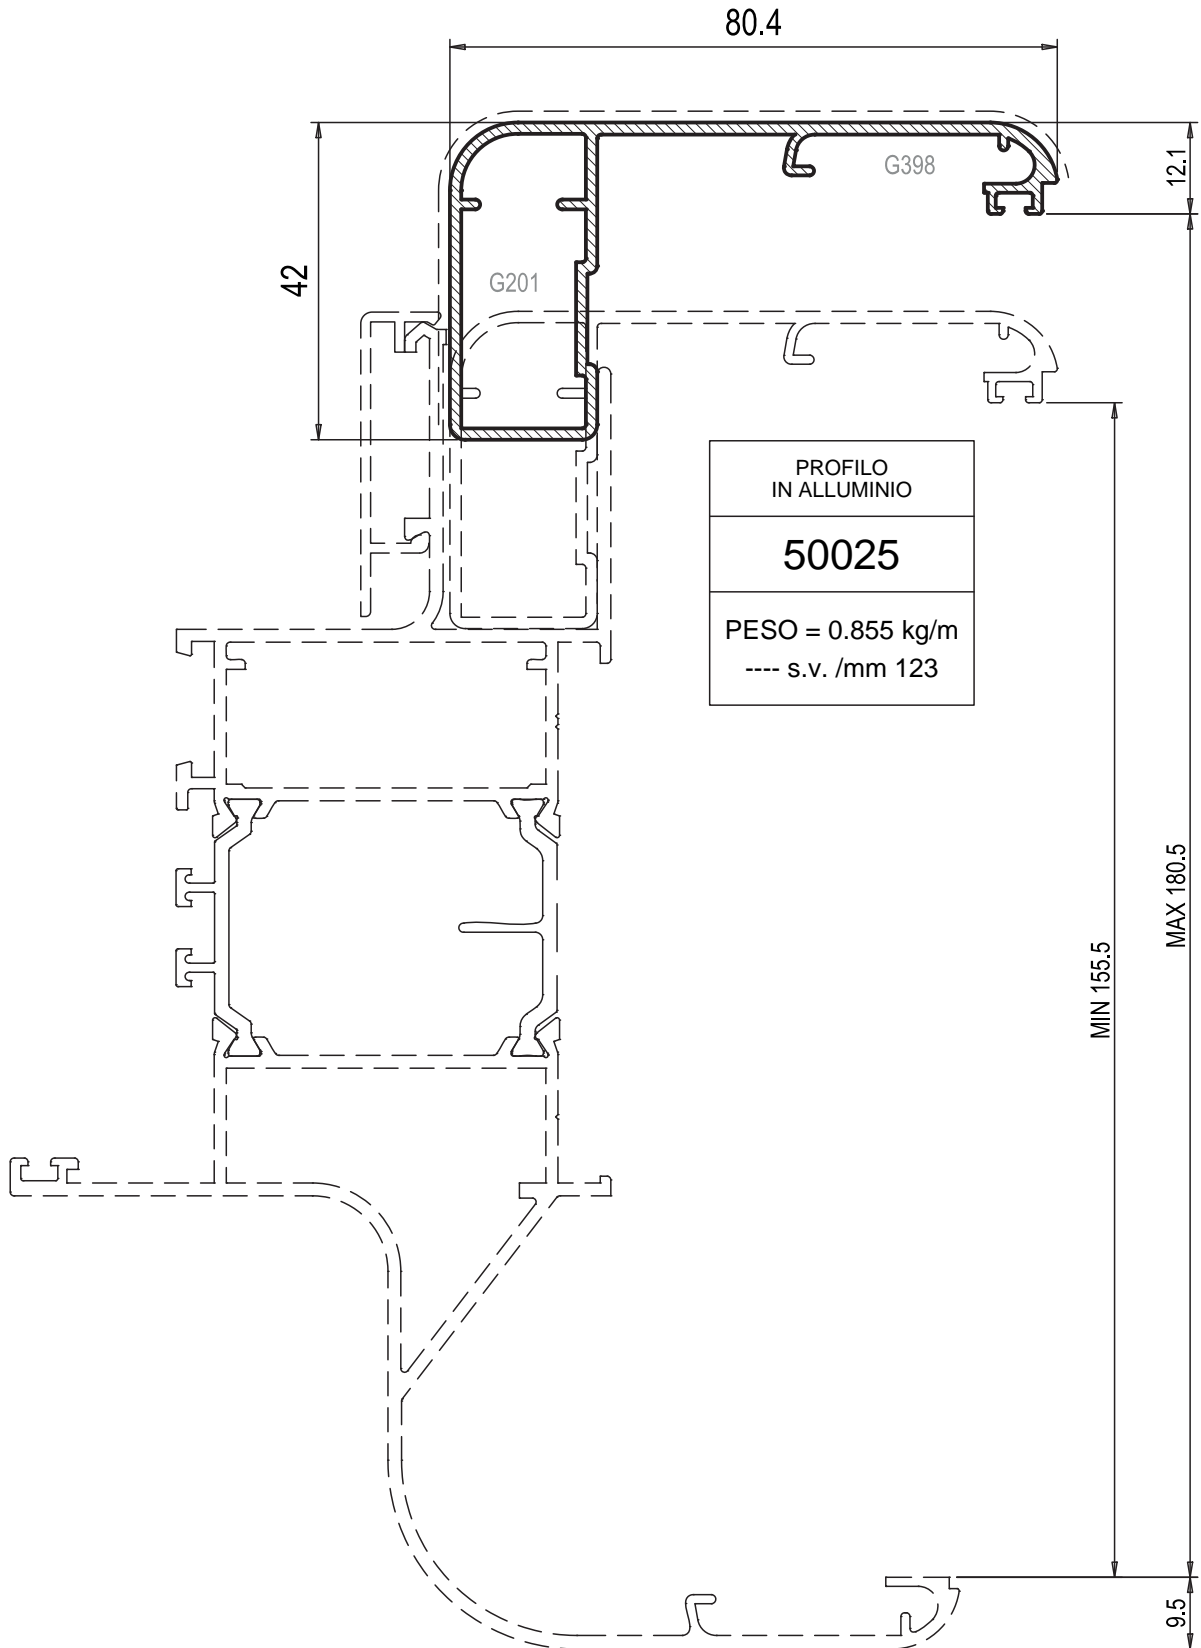 80.4
12.1
G398
42
G201
PROFILO
IN ALLUMINIO
50025
PESO = 0.855 kg/m
---- s.v. /mm 123
MAX 180.5
MIN 155.5
9.5